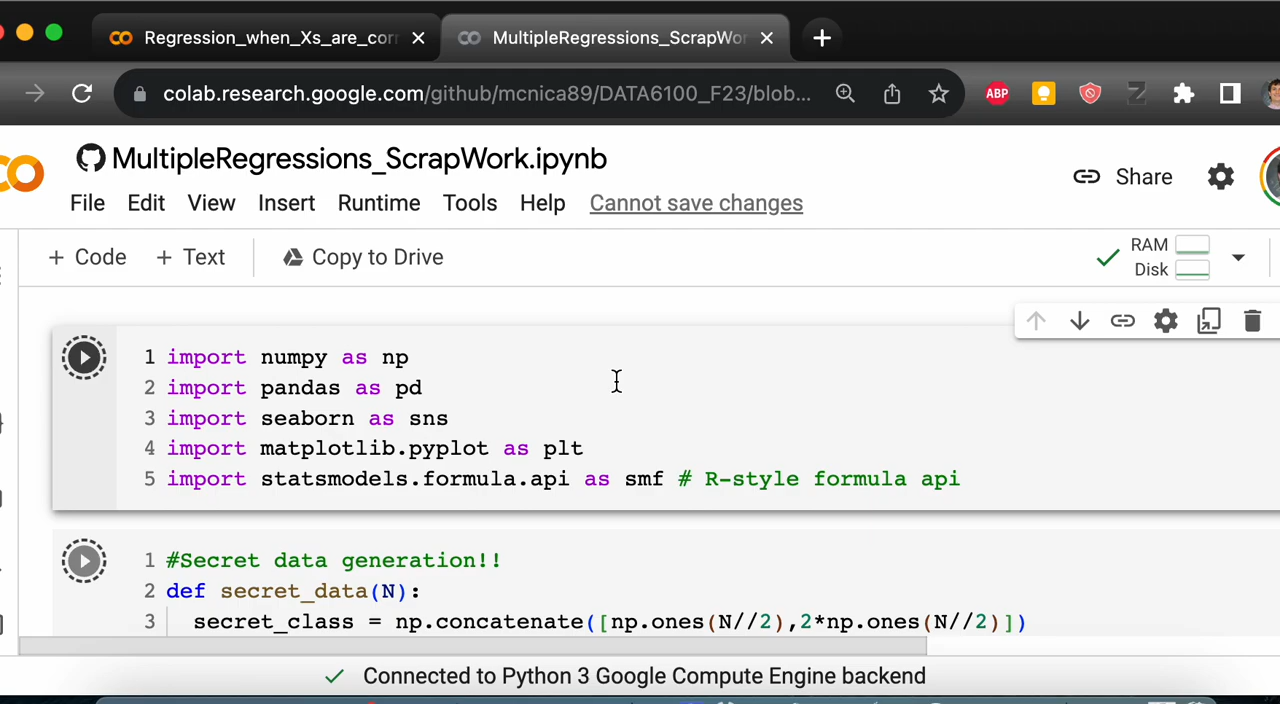 Regression_when_Xs_are_cor
MultipleRegressions_ScrapWo
colab.research.google.com/github/mcnica89/DATA6100_F23/blob...
ABP
MultipleRegressions_ScrapWork.ipynb
Share
File Edit View Insert Runtime Tools Help Cannot save changes
+ Code + Text Copy to Drive
RAM
Disk
1 import numpy as np
2 import pandas as pd
3 import seaborn as sns
4 import matplotlib.pyplot as plt
5 import statsmodels.formula.api as smf # R-style formula api
1 #Secret data generation!!
2 def secret_data(N):
3 secret_class = np.concatenate([np.ones(N//2),2*np.ones(N//2)])
Connected to Python 3 Google Compute Engine backend